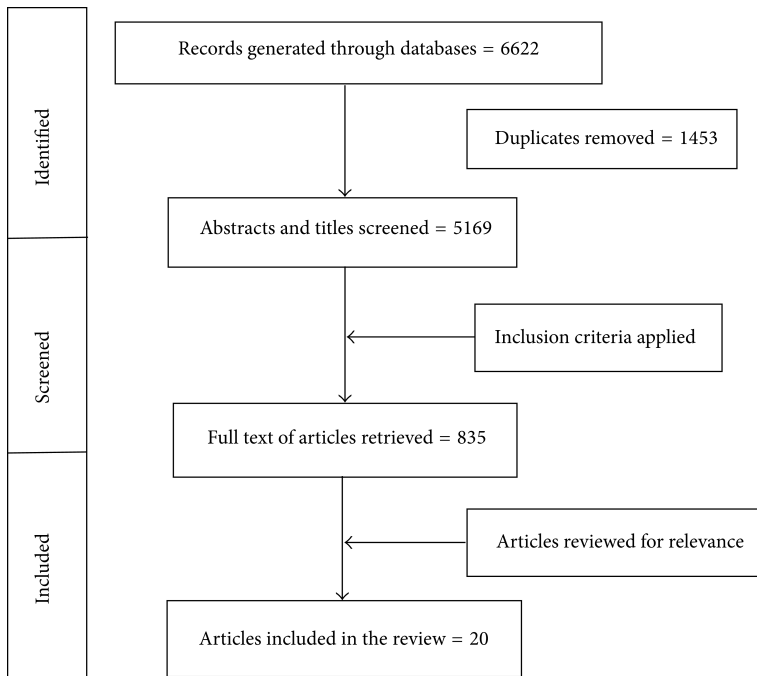 Identified
Records generated through databases = 6622
Duplicates removed = 1453
Abstracts and titles screened = 5169
Screened
Inclusion criteria applied
Full text of articles retrieved = 835
Included
Articles reviewed for relevance
Articles included in the review = 20